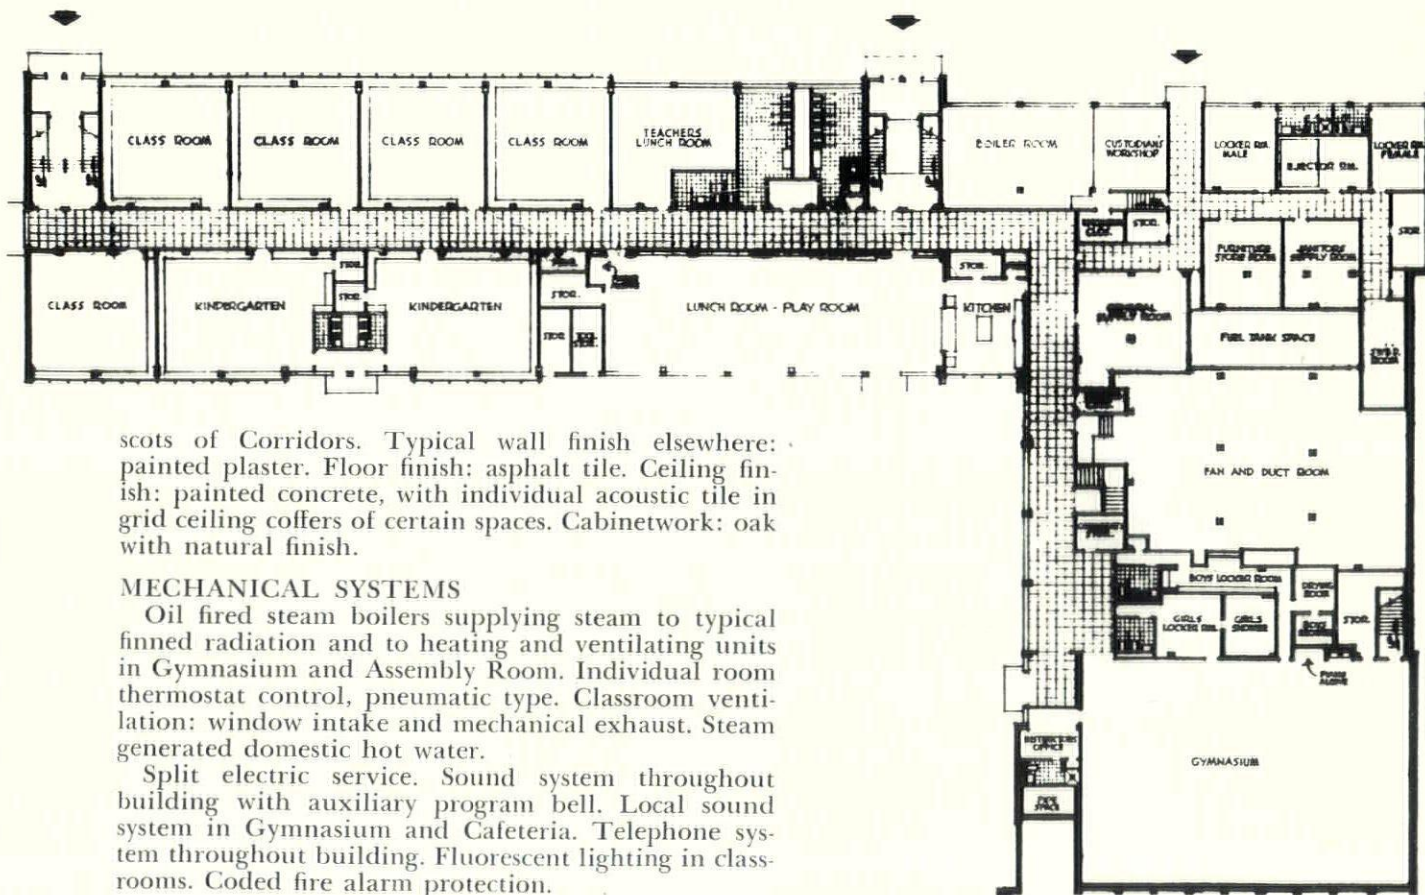 CLASS ROOM
CLASS ROOM
CLASS ROOM
CLASS ROOM
TEACHERS
LUNCH ROOM
BOILER ROOM
CUSTODIANS
WORKSHOP
LOCKER RM.
MALE
EJECTOR RM.
LOCKER RM.
FEMALE
CLASS ROOM
KINDERGARTEN
STOR.
STOR.
KINDERGARTEN
STOR.
STOR.
STOR.
LUNCH ROOM - PLAY ROOM
STOR.
KITCHEN
STOR.
GENERAL
SUPPLY ROOM
FURNITURE
STORE ROOM
JANITORS
SUPPLY ROOM
STOR.
FUEL TANK SPACE
SWBD.
ROOM
FAN AND DUCT ROOM
BOYS LOCKER ROOM
GIRLS
LOCKER RM.
GIRLS
SHOWER
DRYING
ROOM
STOR.
INSTRUCTORS
OFFICE
GYMNASIUM
scots of Corridors. Typical wall finish elsewhere:
painted plaster. Floor finish: asphalt tile. Ceiling fin-
ish: painted concrete, with individual acoustic tile in
grid ceiling coffers of certain spaces. Cabinetwork: oak
with natural finish.
MECHANICAL SYSTEMS
Oil fired steam boilers supplying steam to typical
finned radiation and to heating and ventilating units
in Gymnasium and Assembly Room. Individual room
thermostat control, pneumatic type. Classroom venti-
lation: window intake and mechanical exhaust. Steam
generated domestic hot water.
Split electric service. Sound system throughout
building with auxiliary program bell. Local sound
system in Gymnasium and Cafeteria. Telephone sys-
tem throughout building. Fluorescent lighting in class-
rooms. Coded fire alarm protection.